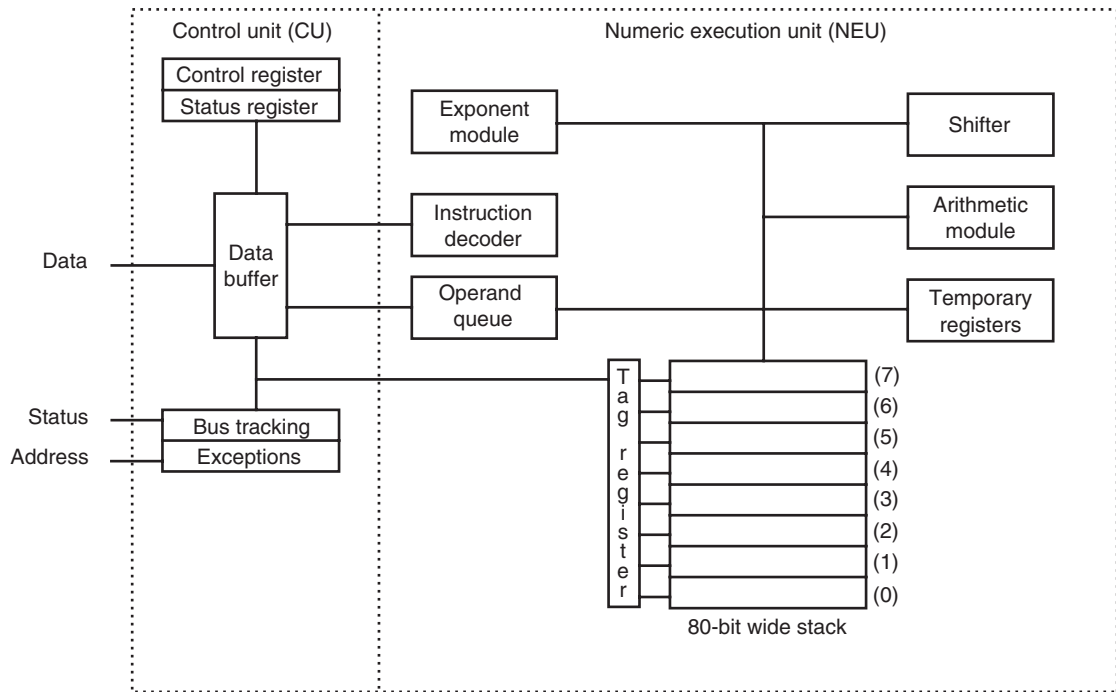 Control unit (CU)
Numeric execution unit (NEU)
Control register
Status register
Exponent
module
Shifter
Data
buffer
Instruction
decoder
Arithmetic
module
Data
Operand
queue
Temporary
registers
Tag register
(7)
(6)
(5)
(4)
(3)
(2)
(1)
(0)
Status
Bus tracking
Address
Exceptions
80-bit wide stack